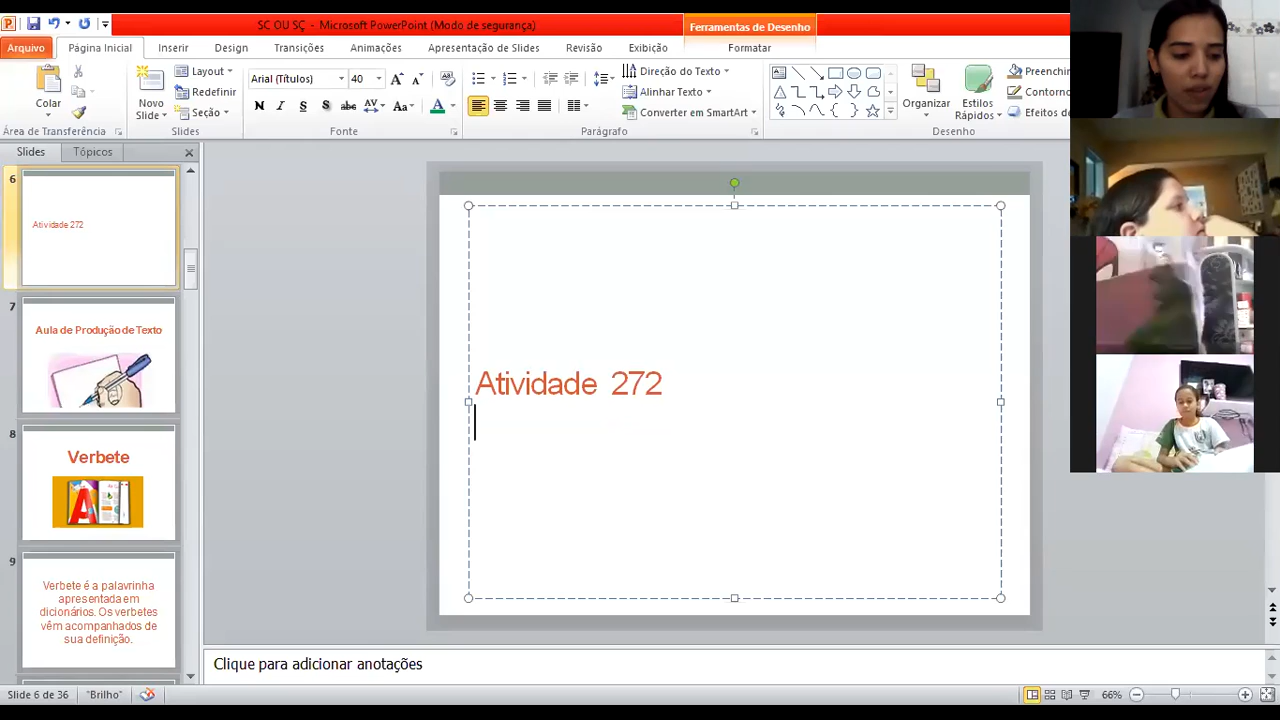 SC OU SÇ - Microsoft PowerPoint (Modo de segurança)
Ferramentas de Desenho
Arquivo
Página Inicial
Inserir
Design
Transições
Animações
Apresentação de Slides
Revisão
Exibição
Formatar
Colar
Área de Transferência
Novo Slide
Layout
Redefinir
Seção
Slides
Arial (Títulos)
40
N I S S abc AV Aa A
Fonte
Direção do Texto
Alinhar Texto
Converter em SmartArt
Parágrafo
Organizar
Estilos Rápidos
Preenchi
Contorno
Efeitos de
Desenho
Slides
Tópicos
6
Atividade 272
7
Aula de Produção de Texto
8
Verbete
A
9
Verbete é a palavrinha
apresentada em
dicionários. Os verbetes
vêm acompanhados de
sua definição.
Atividade 272
Clique para adicionar anotações
Slide 6 de 36
"Brilho"
66%